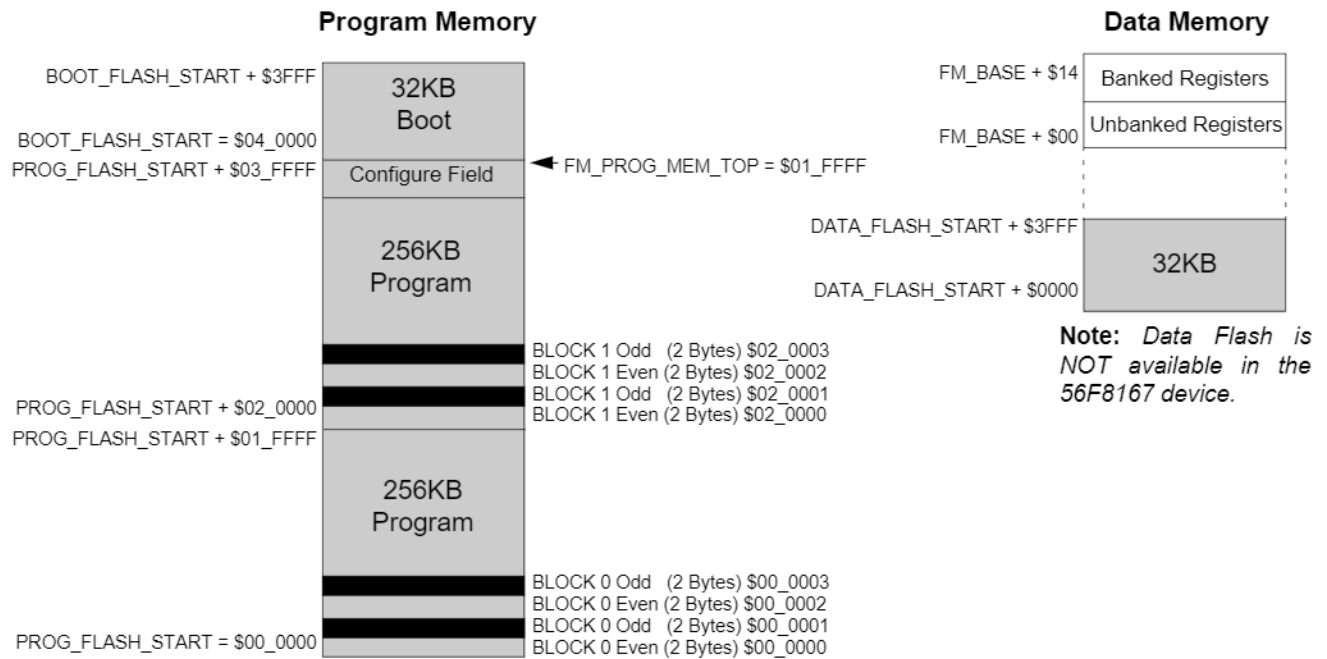 Program Memory
BOOT_FLASH_START + $3FFF
32KB
Boot
BOOT_FLASH_START = $04_0000
PROG_FLASH_START + $03_FFFF
FM_PROG_MEM_TOP = $01_FFFF
Configure Field
256KB
Program
BLOCK 1 Odd (2 Bytes) $02_0003
BLOCK 1 Even (2 Bytes) $02_0002
BLOCK 1 Odd (2 Bytes) $02_0001
PROG_FLASH_START + $02_0000
BLOCK 1 Even (2 Bytes) $02_0000
PROG_FLASH_START + $01_FFFF
256KB
Program
BLOCK 0 Odd (2 Bytes) $00_0003
BLOCK 0 Even (2 Bytes) $00_0002
BLOCK 0 Odd (2 Bytes) $00_0001
PROG_FLASH_START = $00_0000
BLOCK 0 Even (2 Bytes) $00_0000
Data Memory
FM_BASE + $14
Banked Registers
Unbanked Registers
FM_BASE + $00
DATA_FLASH_START + $3FFF
32KB
DATA_FLASH_START + $0000
Note: Data Flash is
NOT available in the
56F8167 device.